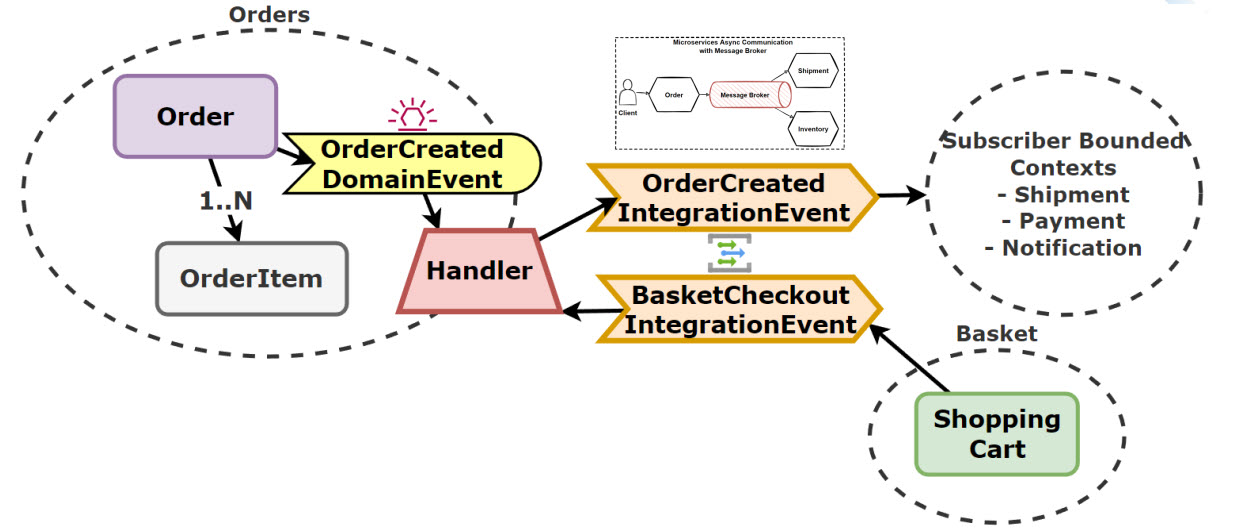 Orders
Order
1..N
OrderItem
OrderCreated
DomainEvent
Handler
Microservices Async Communication
with Message Broker
Client
Order
Message Broker
Shipment
Inventory
OrderCreated
IntegrationEvent
BasketCheckout
IntegrationEvent
Subscriber Bounded
Contexts
- Shipment
- Payment
- Notification
Basket
Shopping
Cart